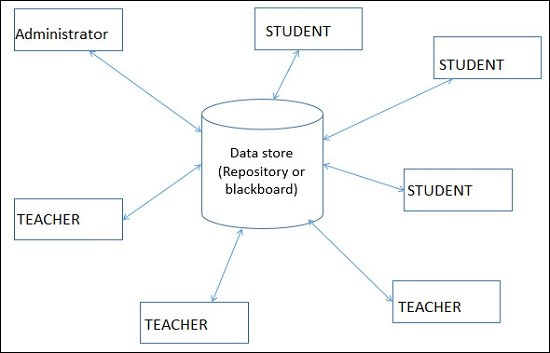 Administrator
STUDENT
STUDENT
Data store
(Repository or
blackboard)
STUDENT
TEACHER
TEACHER
TEACHER